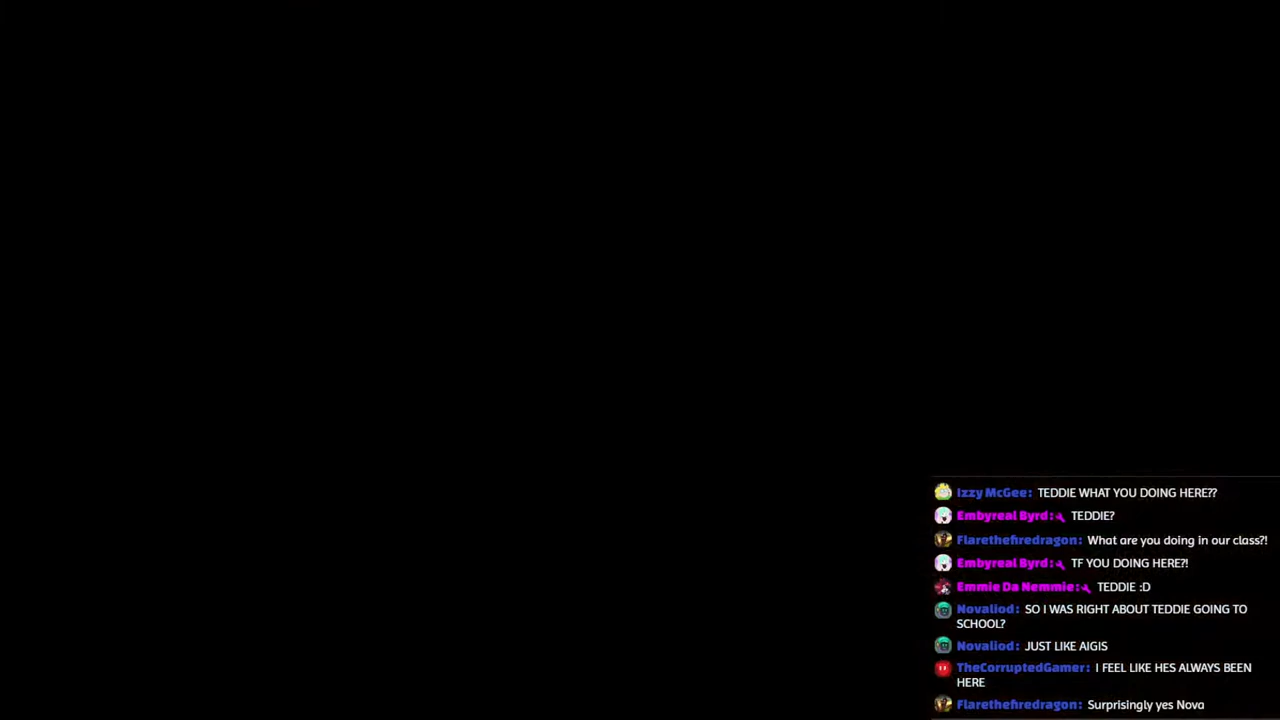 Izzy McGee: TEDDIE WHAT YOU DOING HERE??
Embyreal Byrd: TEDDIE?
Flarethefiredragon: What are you doing in our class?!
Embyreal Byrd: TF YOU DOING HERE?!
Emmie Da Nemmie: TEDDIE :D
Novaliod: SO I WAS RIGHT ABOUT TEDDIE GOING TO
SCHOOL?
Novaliod: JUST LIKE AIGIS
TheCorruptedGamer: I FEEL LIKE HES ALWAYS BEEN
HERE
Flarethefiredragon: Surprisingly yes Nova